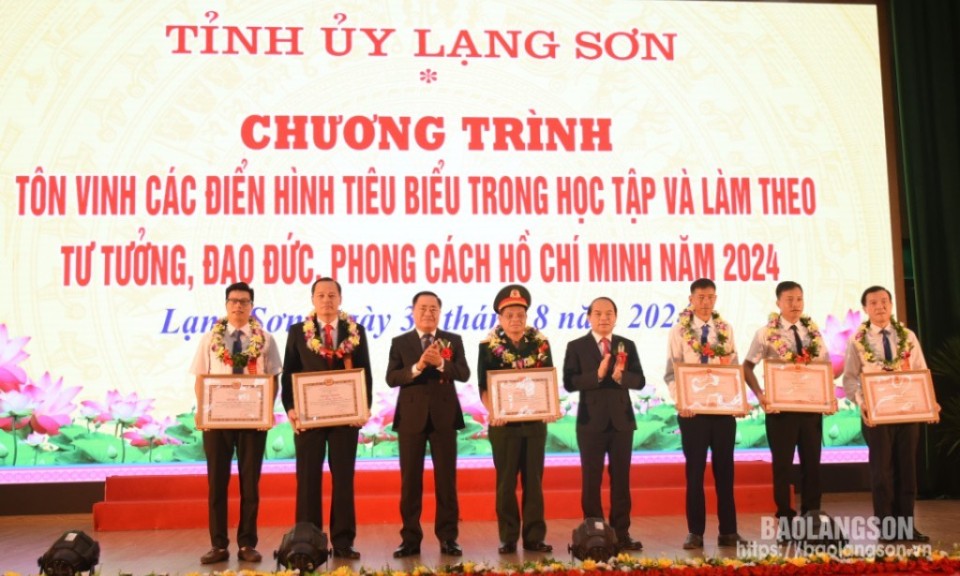 TỈNH ỦY LẠNG SƠN
*
CHƯƠNG TRÌNH
TÔN VINH CÁC ĐIỂN HÌNH TIÊU BIỂU TRONG HỌC TẬP VÀ LÀM THEO
TƯ TƯỞNG, ĐẠO ĐỨC, PHONG CÁCH HỒ CHÍ MINH NĂM 2024
BAOLANGSON
https://baolangson.vn